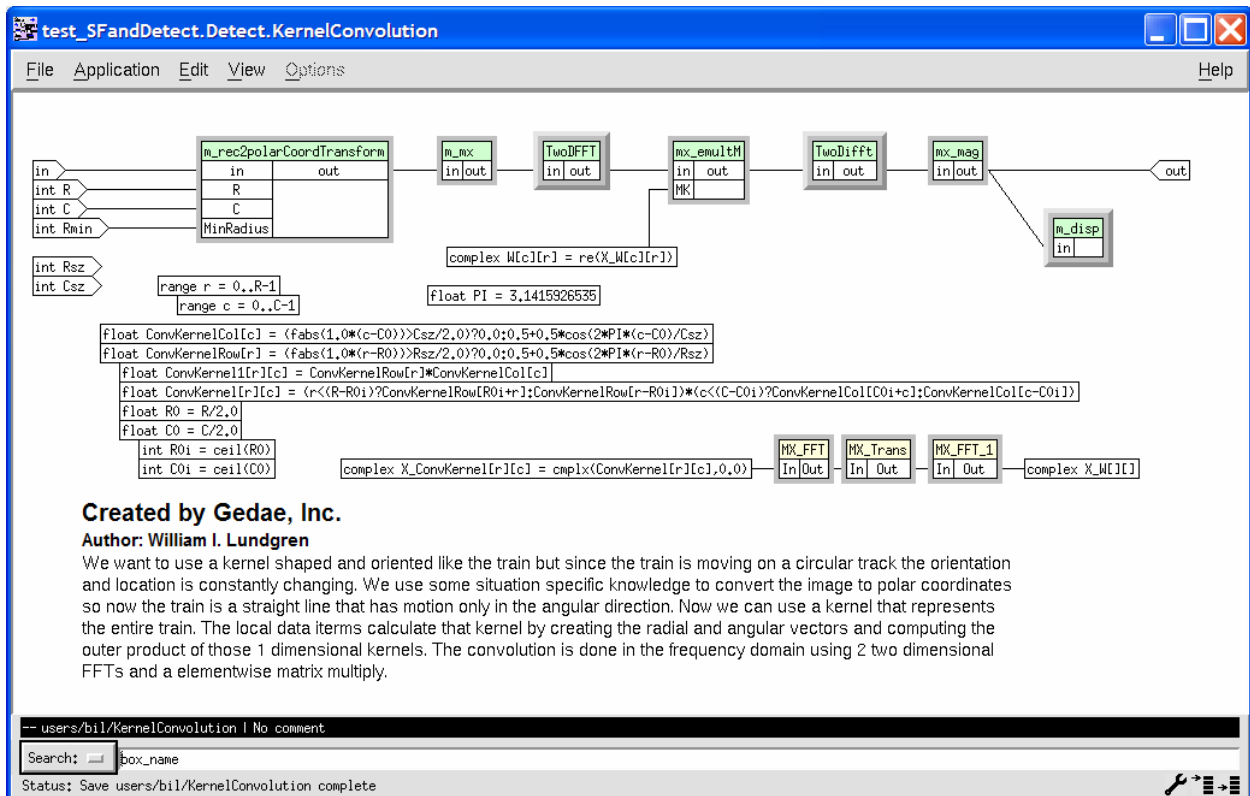 test_SFandDetect.Detect.KernelConvolution
File Application Edit View Options Help
m_rec2polarCoordTransform
in out
R
C
MinRadius
m_mx
in out
TwoDFFT
in out
mx_emultM
in out
MK
TwoDifft
in out
mx_mag
in out
in
int R
int C
int Rmin
out
m_disp
in
int Rsz
int Csz
complex W[c][r] = re(X_W[c][r])
range r = 0..R-1
range c = 0..C-1
float PI = 3.1415926535
float ConvKernelCol[c] = (fabs(1.0*(c-C0))>Csz/2.0)?0.0:0.5+0.5*cos(2*PI*(c-C0)/Csz)
float ConvKernelRow[r] = (fabs(1.0*(r-R0))>Rsz/2.0)?0.0:0.5+0.5*cos(2*PI*(r-R0)/Rsz)
float ConvKernel1[r][c] = ConvKernelRow[r]*ConvKernelCol[c]
float ConvKernel[r][c] = (r<(R-R0i)?ConvKernelRow[R0i+r]:ConvKernelRow[r-R0i])*(c<(C-C0i)?ConvKernelCol[C0i+c]:ConvKernelCol[c-C0i])
float R0 = R/2.0
float C0 = C/2.0
int R0i = ceil(R0)
int C0i = ceil(C0)
complex X_ConvKernel[r][c] = cmplx(ConvKernel[r][c],0.0)
MX_FFT
In Out
MX_Trans
In Out
MX_FFT_1
In Out
complex X_W[][]
Created by Gedae, Inc.
Author: William I. Lundgren
We want to use a kernel shaped and oriented like the train but since the train is moving on a circular track the orientation
and location is constantly changing. We use some situation specific knowledge to convert the image to polar coordinates
so now the train is a straight line that has motion only in the angular direction. Now we can use a kernel that represents
the entire train. The local data iterms calculate that kernel by creating the radial and angular vectors and computing the
outer product of those 1 dimensional kernels. The convolution is done in the frequency domain using 2 two dimensional
FFTs and a elementwise matrix multiply.
-- users/bil/KernelConvolution | No comment
Search: box_name
Status: Save users/bil/KernelConvolution complete